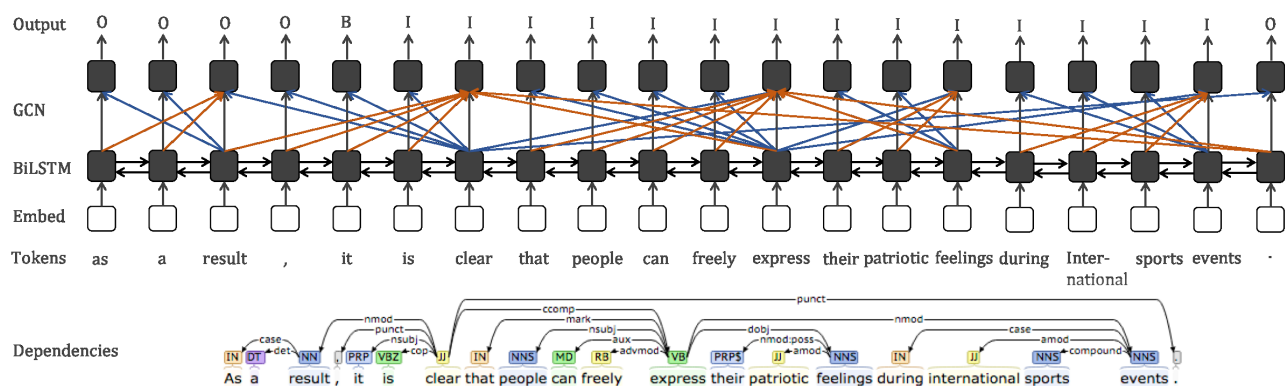 Output O O O O B I I I I I I I I I I I I I I O
GCN
BiLSTM
Embed
Tokens as a result , it is clear that people can freely express their patriotic feelings during Inter- sports events .
national
punct
ccomp
nmod mark nmod
punct nsubj dobj case
case nsubj aux nmod:poss amod
det cop advmod amod compound
Dependencies IN DT NN , PRP VBZ JJ IN NNS MD RB VB PRP$ JJ NNS IN JJ NNS NNS .
As a result , it is clear that people can freely express their patriotic feelings during international sports events .